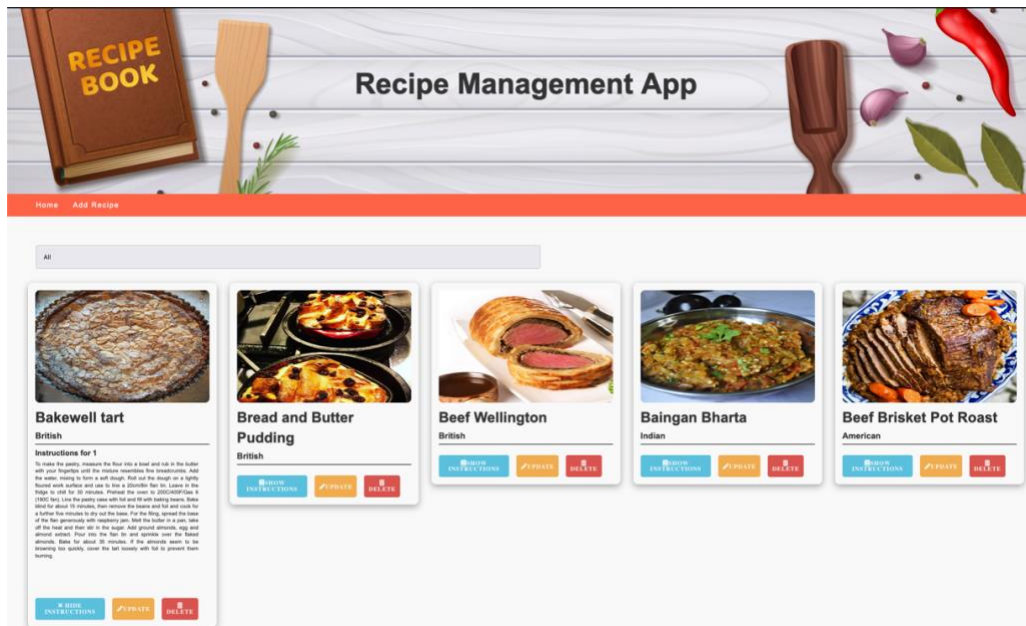 RECIPE
BOOK
Recipe Management App
Home Add Recipe
All
Bakewell tart
British
Instructions for 1
To make the pastry, measure the flour into a bowl and rub in the butter
with your fingertips until the mixture resembles fine breadcrumbs. Add
the water, mixing to form a soft dough. Roll out the dough on a lightly
floured work surface and use to line a 20cm/8in flan tin. Leave in the
fridge to chill for 30 minutes. Preheat the oven to 200C/400F/Gas 6
(180C fan). Line the pastry case with foil and fill with baking beans. Bake
blind for about 15 minutes, then remove the beans and foil and cook for
a further five minutes to dry out the base. For the filing, spread the base
of the flan generously with raspberry jam. Melt the butter in a pan, take
off the heat and then stir in the sugar. Add ground almonds, egg and
almond extract. Pour into the flan tin and sprinkle over the flaked
almonds. Bake for about 35 minutes. If the almonds seem to be
browning too quickly, cover the tart loosely with foil to prevent them
burning.
HIDE
INSTRUCTIONS
UPDATE
DELETE
Bread and Butter
Pudding
British
SHOW
INSTRUCTIONS
UPDATE
DELETE
Beef Wellington
British
SHOW
INSTRUCTIONS
UPDATE
DELETE
Baingan Bharta
Indian
SHOW
INSTRUCTIONS
UPDATE
DELETE
Beef Brisket Pot Roast
American
SHOW
INSTRUCTIONS
UPDATE
DELETE